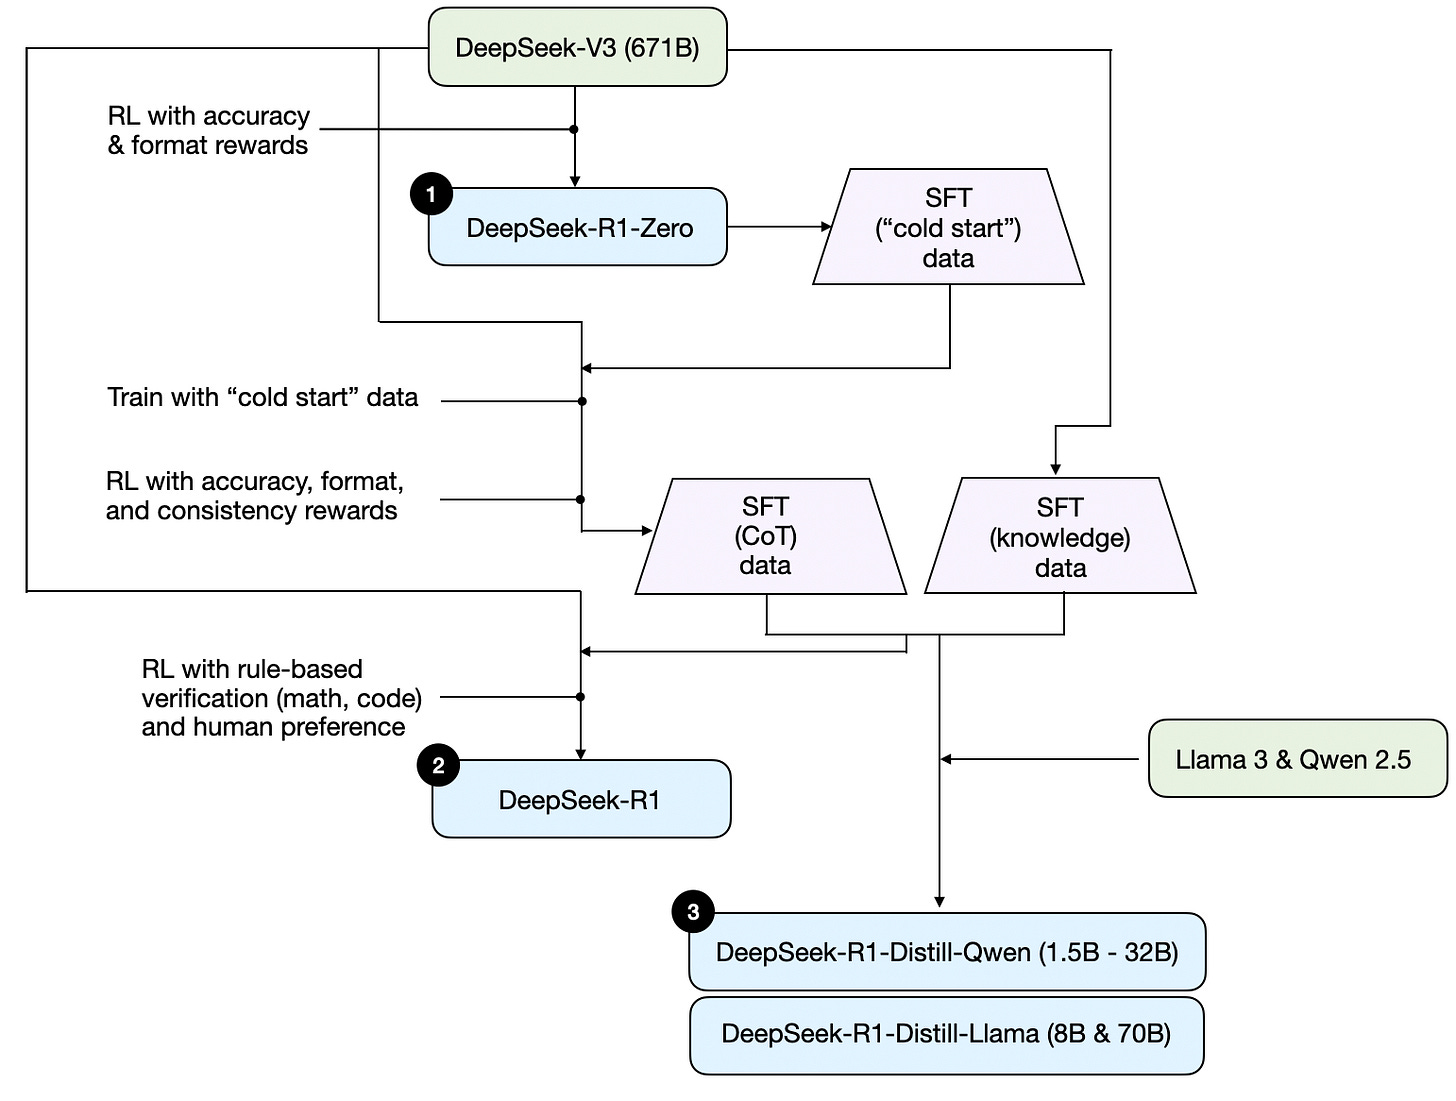 DeepSeek-V3 (671B)
RL with accuracy
& format rewards
1
DeepSeek-R1-Zero
SFT
(“cold start”)
data
Train with “cold start” data
RL with accuracy, format,
and consistency rewards
SFT
(CoT)
data
SFT
(knowledge)
data
RL with rule-based
verification (math, code)
and human preference
2
DeepSeek-R1
Llama 3 & Qwen 2.5
3
DeepSeek-R1-Distill-Qwen (1.5B - 32B)
DeepSeek-R1-Distill-Llama (8B & 70B)